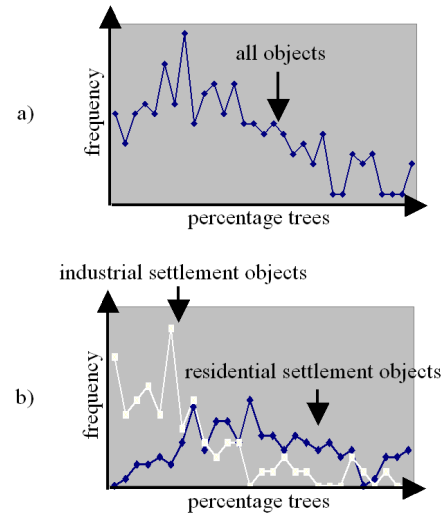 all objects
a)
frequency
percentage trees
industrial settlement objects
residential settlement objects
b)
frequency
percentage trees